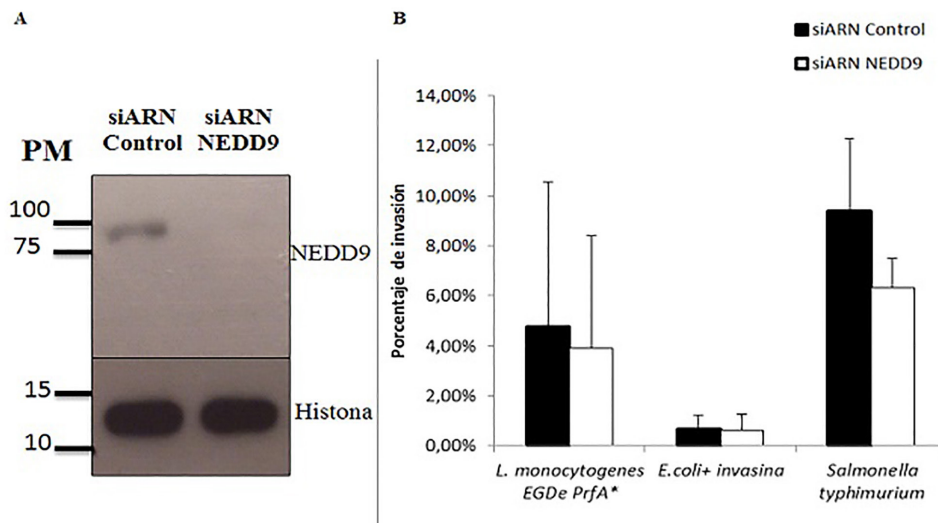 A
siARN
Control
siARN
NEDD9
PM
100
75
NEDD9
15
10
Histona
B
siARN Control
siARN NEDD9
Porcentaje de invasión
14,00%
12,00%
10,00%
8,00%
6,00%
4,00%
2,00%
0,00%
L. monocytogenes
EGDe PrfA*
E.coli+ invasina
Salmonella
typhimurium